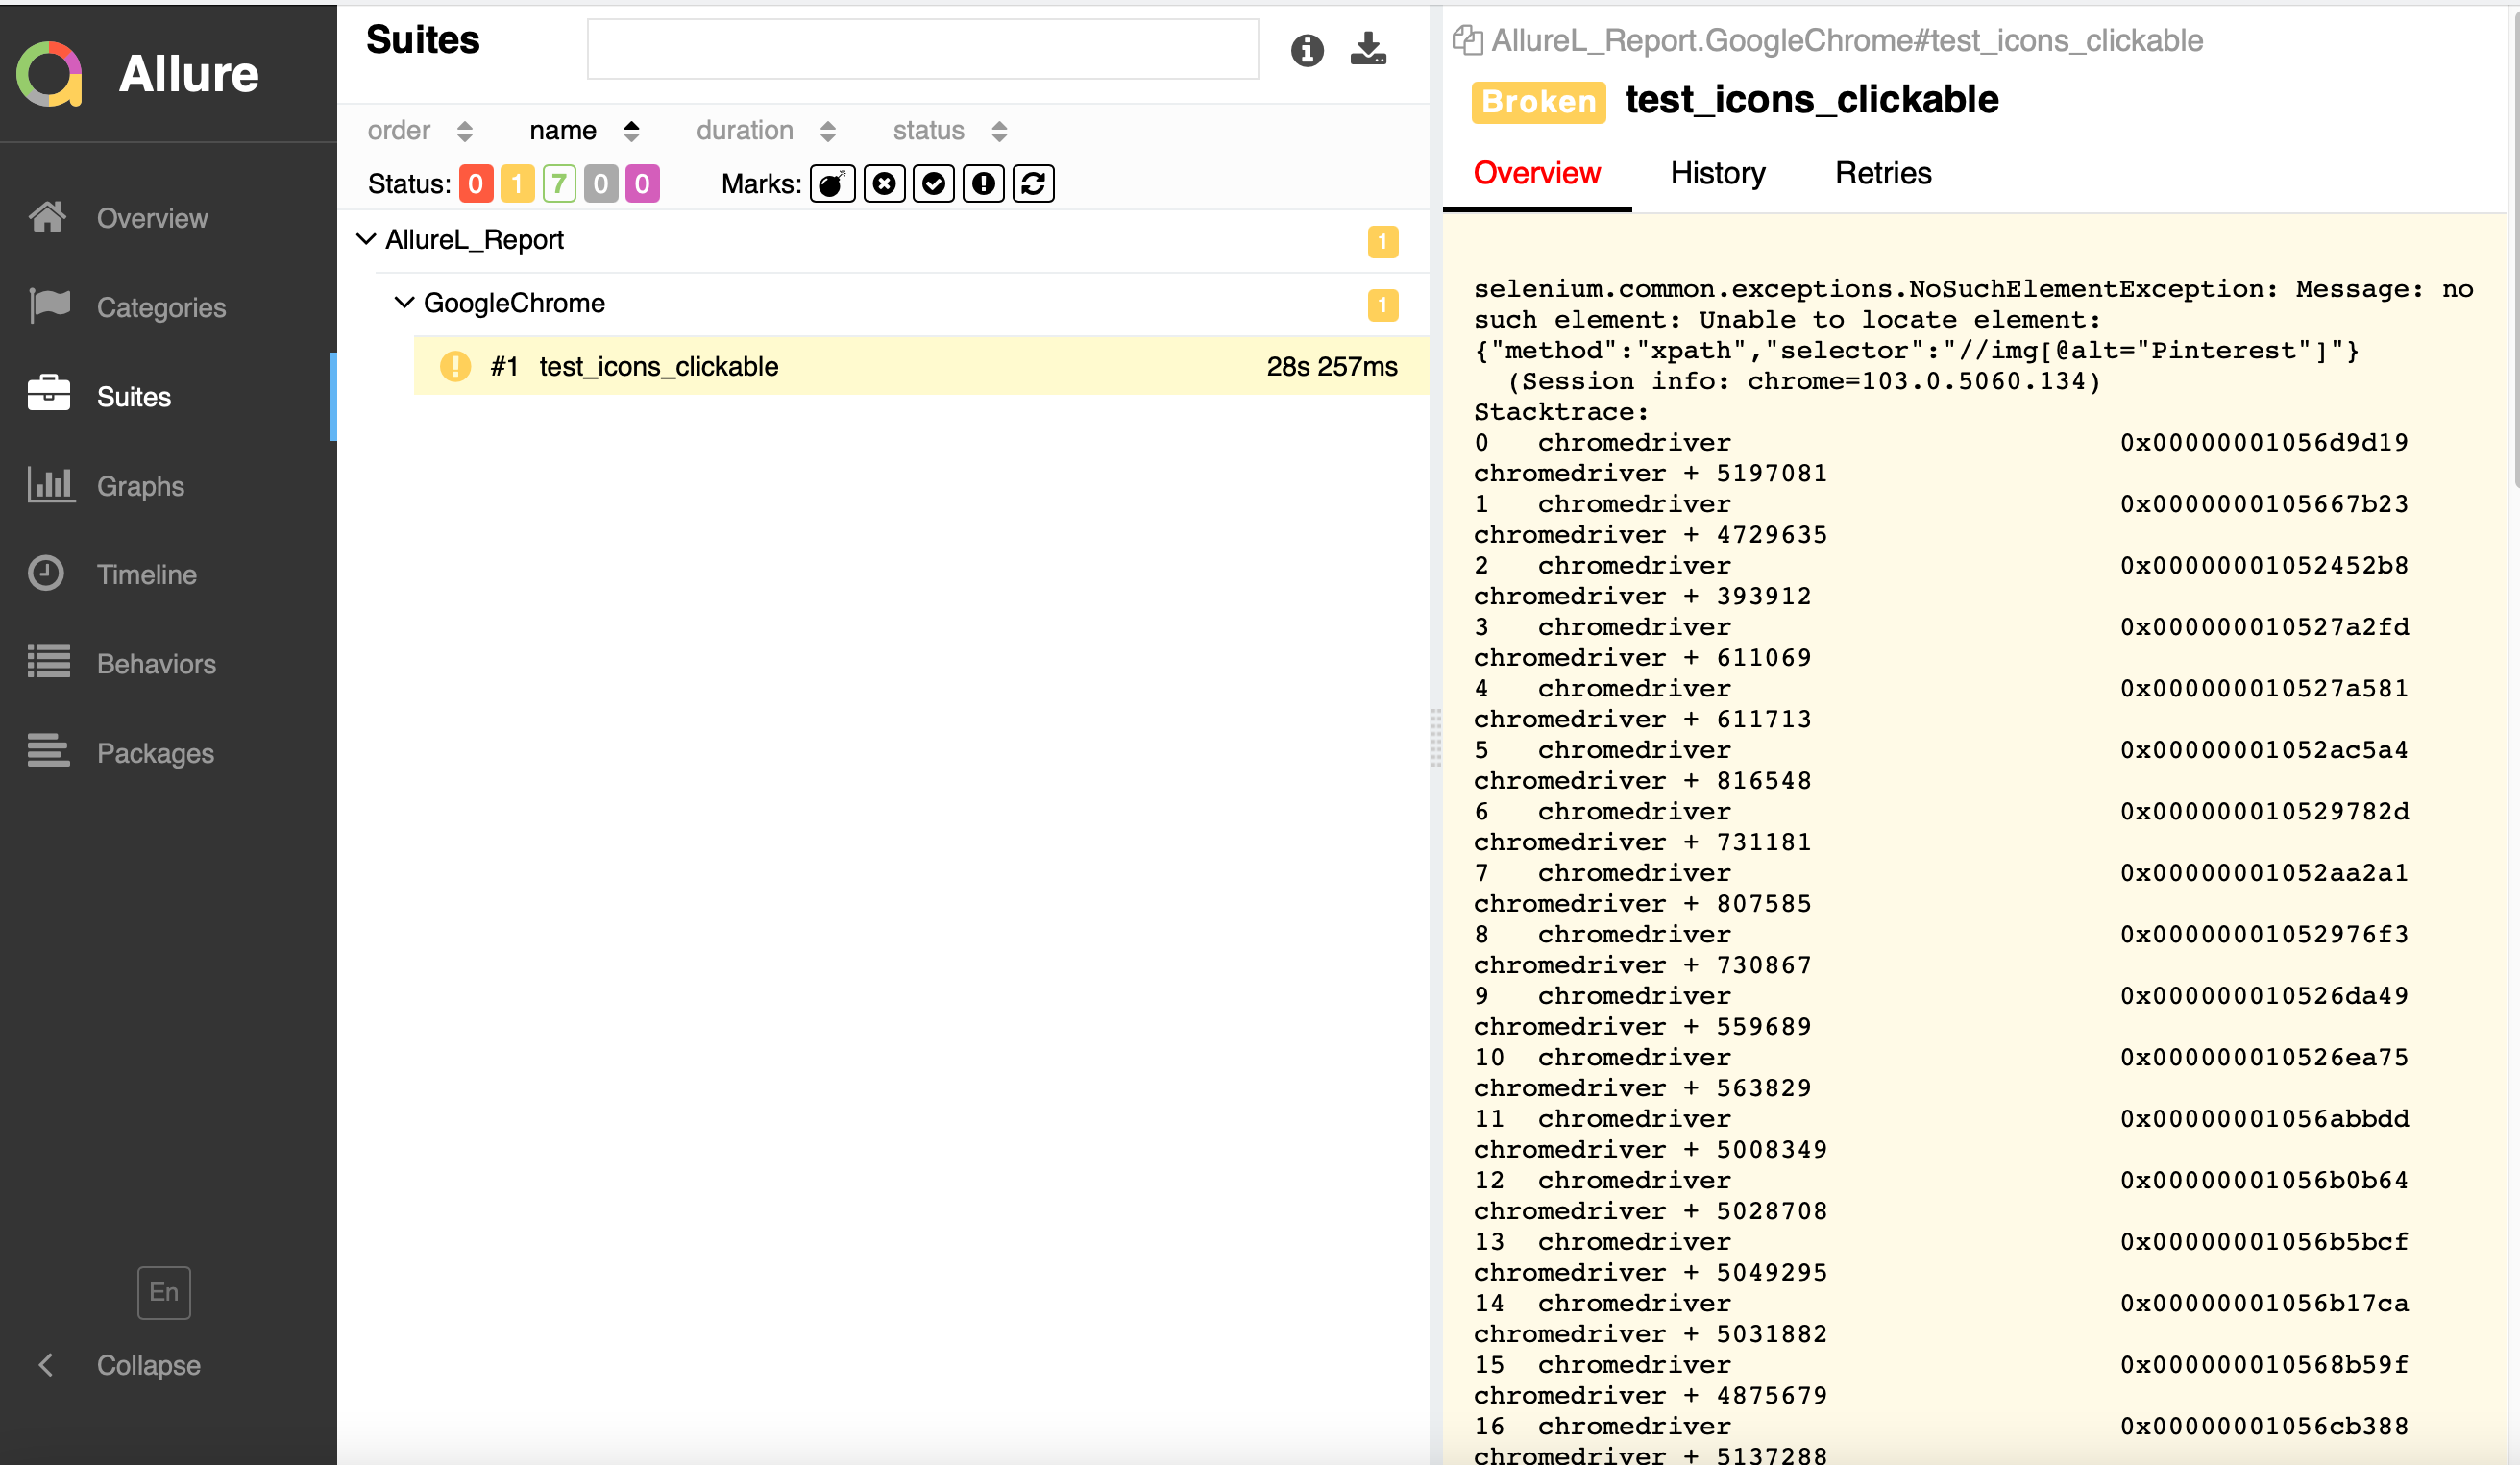 Allure
Overview
Categories
Suites
Graphs
Timeline
Behaviors
Packages
En
Collapse
Suites
order name duration status
Status: 0 1 7 0 0 Marks:
AllureL_Report 1
GoogleChrome 1
#1 test_icons_clickable 28s 257ms
AllureL_Report.GoogleChrome#test_icons_clickable
Broken test_icons_clickable
Overview History Retries
selenium.common.exceptions.NoSuchElementException: Message: no
such element: Unable to locate element:
{"method":"xpath","selector":"//img[@alt="Pinterest"]"}
(Session info: chrome=103.0.5060.134)
Stacktrace:
0 chromedriver 0x00000001056d9d19
chromedriver + 5197081
1 chromedriver 0x0000000105667b23
chromedriver + 4729635
2 chromedriver 0x00000001052452b8
chromedriver + 393912
3 chromedriver 0x000000010527a2fd
chromedriver + 611069
4 chromedriver 0x000000010527a581
chromedriver + 611713
5 chromedriver 0x00000001052ac5a4
chromedriver + 816548
6 chromedriver 0x000000010529782d
chromedriver + 731181
7 chromedriver 0x00000001052aa2a1
chromedriver + 807585
8 chromedriver 0x00000001052976f3
chromedriver + 730867
9 chromedriver 0x000000010526da49
chromedriver + 559689
10 chromedriver 0x000000010526ea75
chromedriver + 563829
11 chromedriver 0x00000001056abbdd
chromedriver + 5008349
12 chromedriver 0x00000001056b0b64
chromedriver + 5028708
13 chromedriver 0x00000001056b5bcf
chromedriver + 5049295
14 chromedriver 0x00000001056b17ca
chromedriver + 5031882
15 chromedriver 0x000000010568b59f
chromedriver + 4875679
16 chromedriver 0x00000001056cb388
chromedriver + 5137288